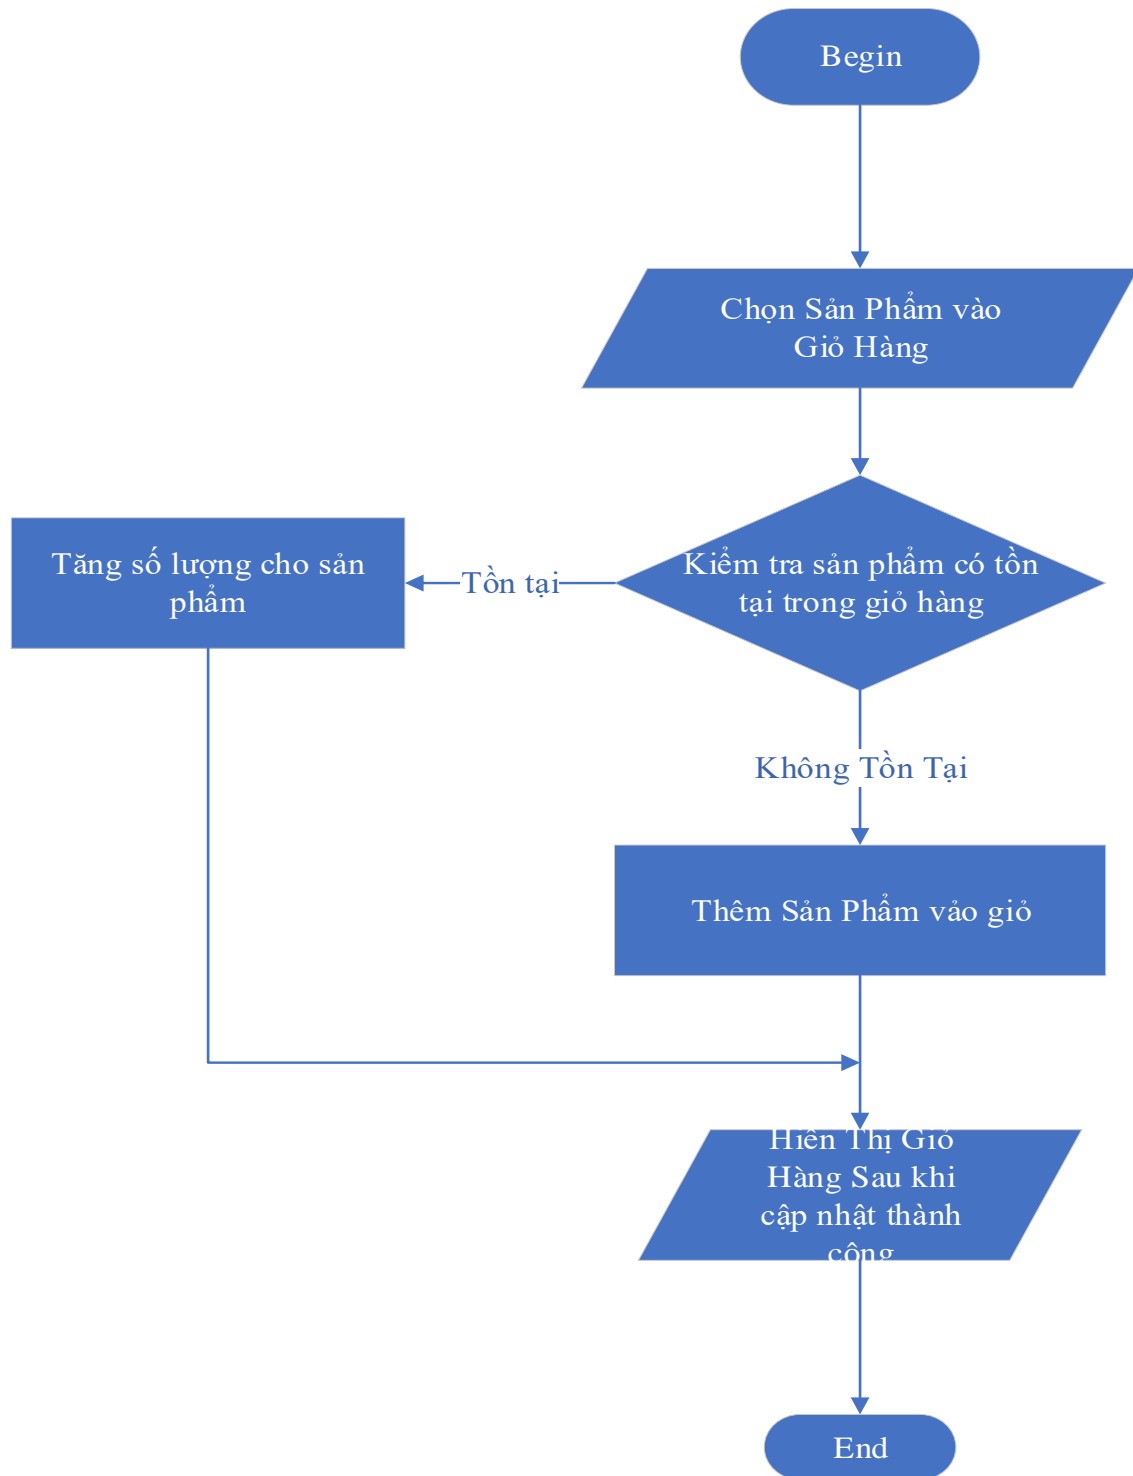 Begin
Chọn Sản Phẩm vào
Giỏ Hàng
Kiểm tra sản phẩm có tồn
tại trong giỏ hàng
Tồn tại
Tăng số lượng cho sản
phẩm
Không Tồn Tại
Thêm Sản Phẩm vảo giỏ
Hiển Thị Giỏ
Hàng Sau khi
cập nhật thành
công
End